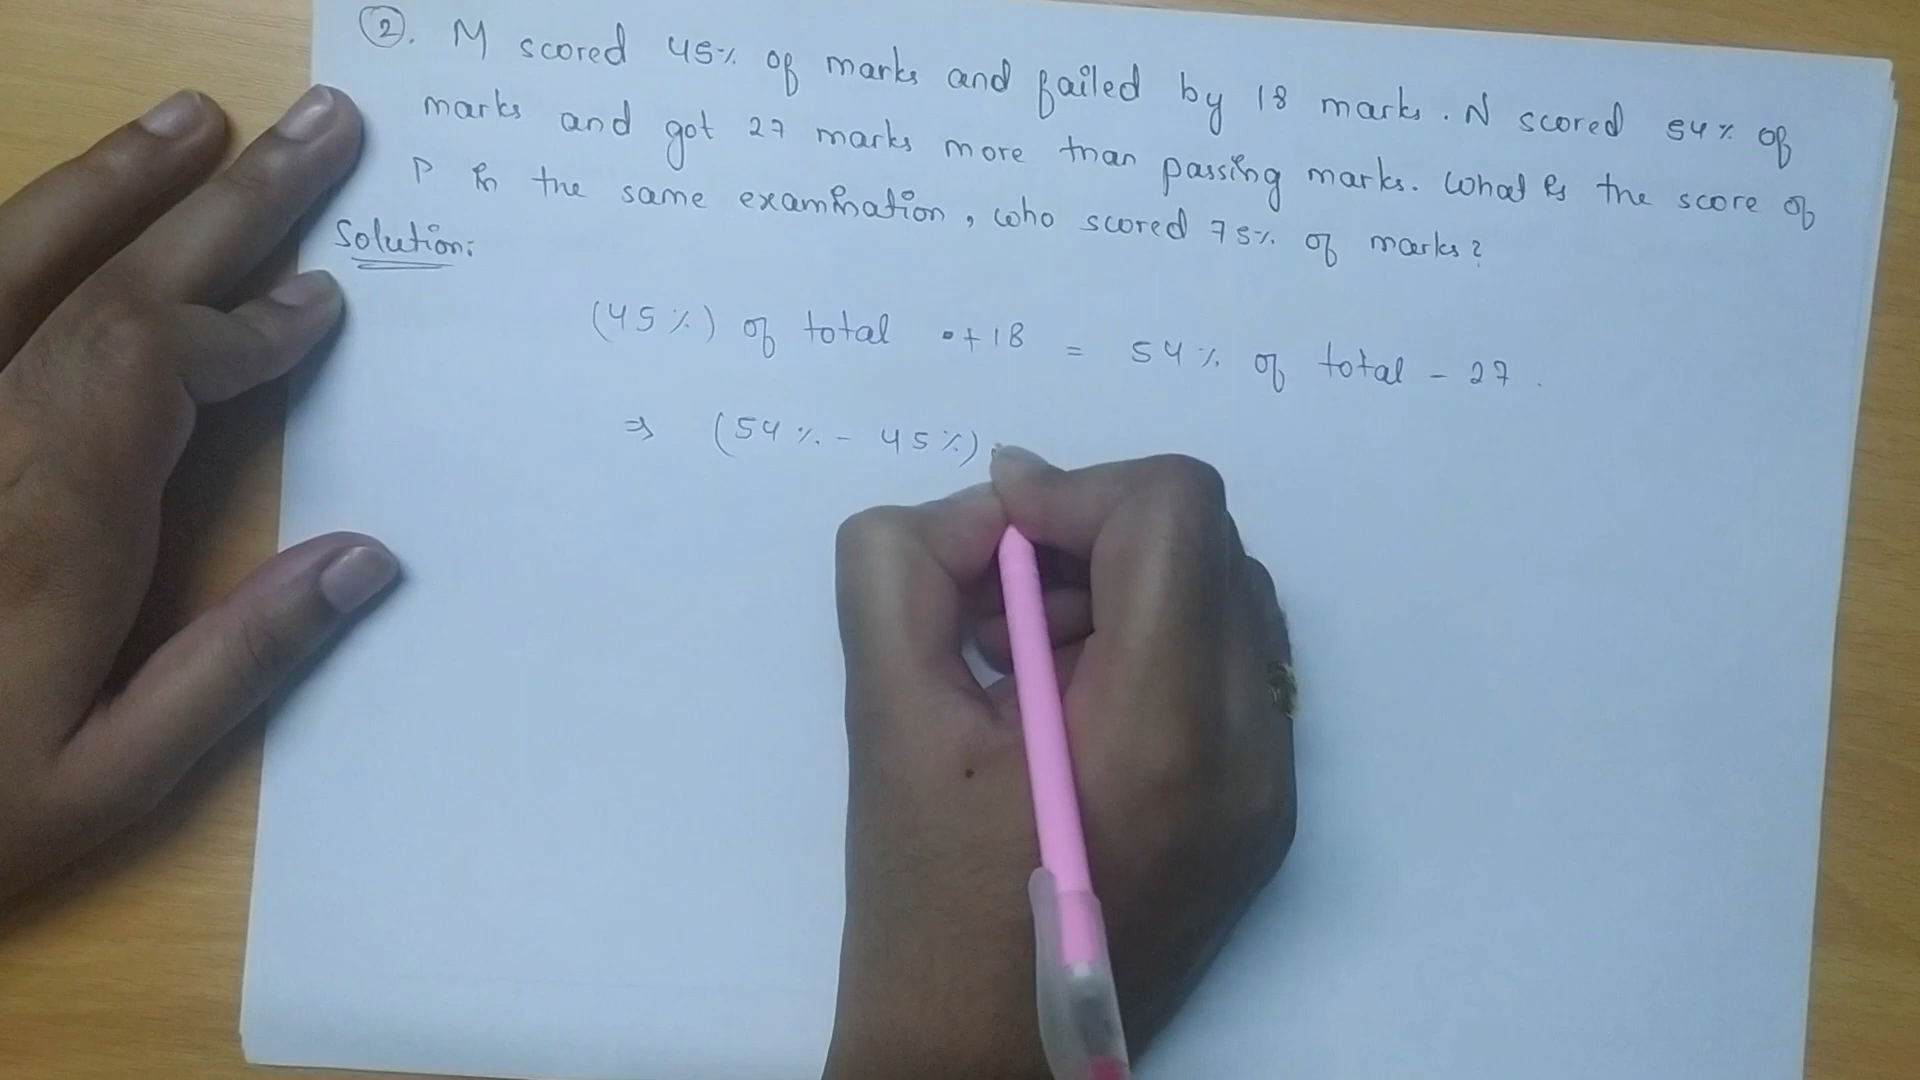 2. M scored 45% of marks and failed by 18 marks. N scored 54% of
marks and got 27 marks more than passing marks. What is the score of
P in the same examination, who scored 75% of marks?
Solution:
(45%) of total + 18 = 54% of total - 27.
⇒ (54% - 45%)